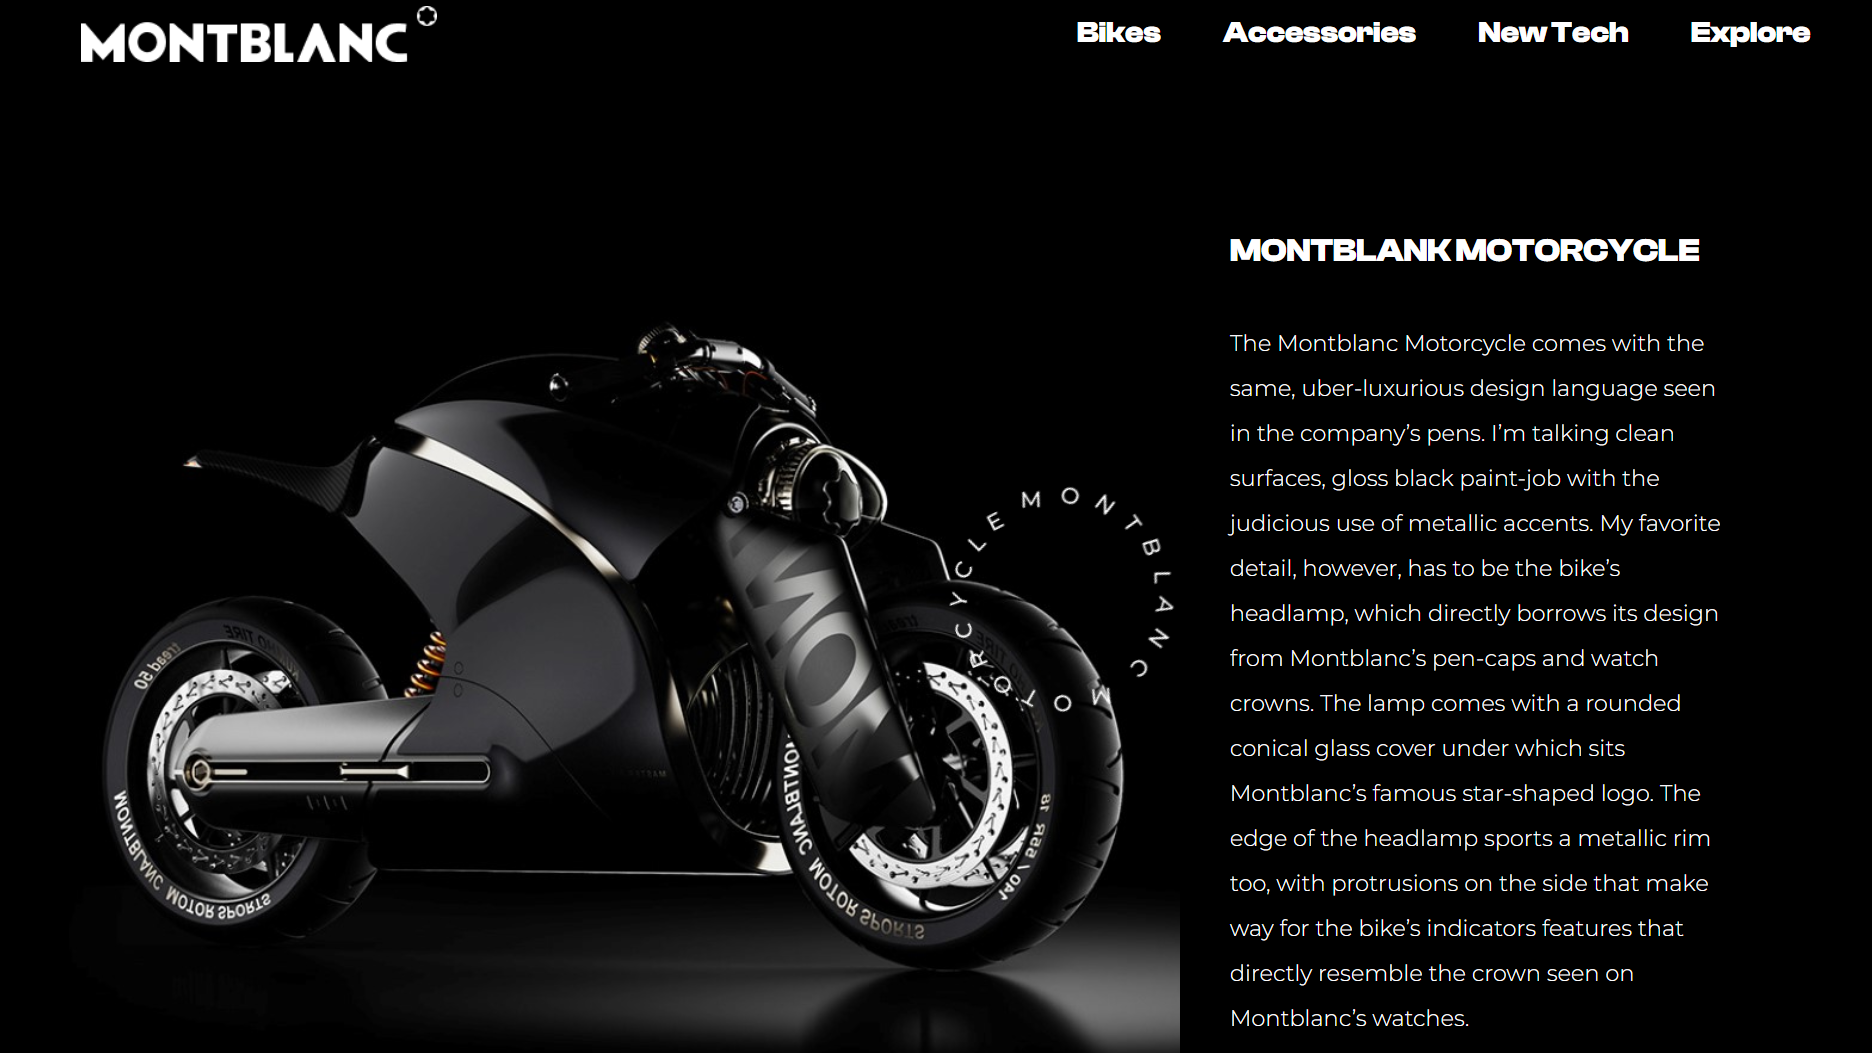 MONTBLANC
Bikes
Accessories
New Tech
Explore
MONTBLANK MOTORCYCLE
The Montblanc Motorcycle comes with the
same, uber-luxurious design language seen
in the company’s pens. I’m talking clean
surfaces, gloss black paint-job with the
judicious use of metallic accents. My favorite
detail, however, has to be the bike’s
headlamp, which directly borrows its design
from Montblanc’s pen-caps and watch
crowns. The lamp comes with a rounded
conical glass cover under which sits
Montblanc’s famous star-shaped logo. The
edge of the headlamp sports a metallic rim
too, with protrusions on the side that make
way for the bike’s indicators features that
directly resemble the crown seen on
Montblanc’s watches.
MONTBLANC MOTORCYCLE
MON
tread 50
MONTBLANC MOTOR SPORTS
MONTBLANC MOTOR SPORTS